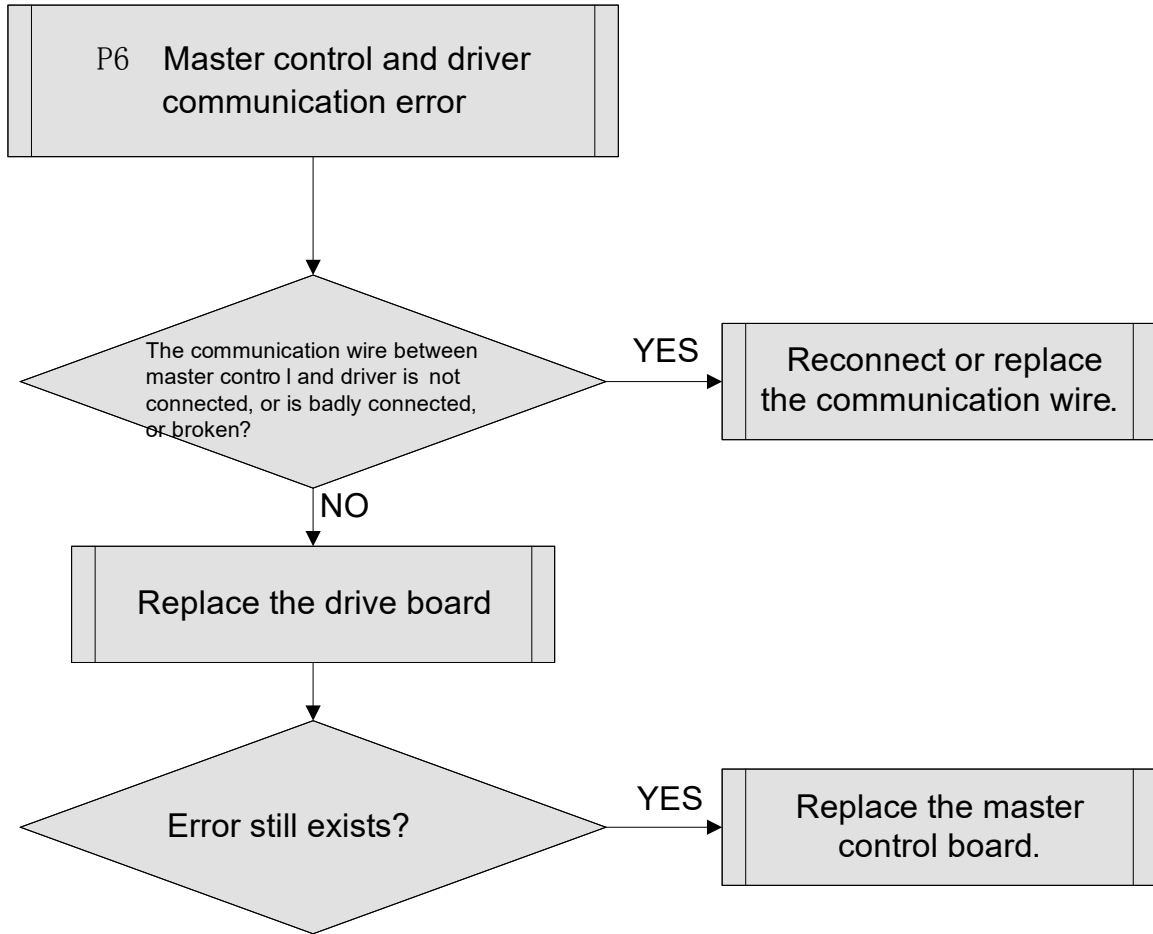 P6 Master control and driver
communication error
The communication wire between
master contro l and driver is not
connected, or is badly connected,
or broken?
YES
Reconnect or replace
the communication wire.
NO
Replace the drive board
Error still exists?
YES
Replace the master
control board.